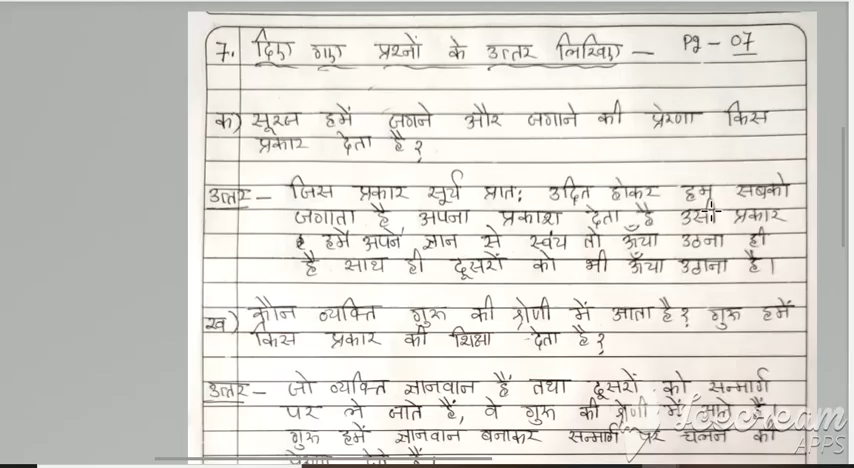 7. दिए गए प्रश्नों के उत्तर लिखिए – Pg - 07
क) सूरज हमें जगने और जगाने की प्रेरणा किस
प्रकार देता है?
उत्तर – जिस प्रकार सूर्य प्रात: उदित होकर हम सबको
जगाता है, अपना प्रकाश देता है उसी प्रकार
हमें अपने ज्ञान से स्वंय तो ऊँचा उठना ही
है साथ ही दूसरों को भी ऊँचा उठाना है।
ख) कौन व्यक्ति गुरु की श्रेणी में आता है? गुरु हमें
किस प्रकार की शिक्षा देता है?
उत्तर – जो व्यक्ति ज्ञानवान है तथा दूसरों को सन्मार्ग
पर ले जाते हैं, वे गुरु की श्रेणी में आते हैं।
गुरु हमें ज्ञानवान बनाकर सन्मार्ग पर चलने की
Icecream
APPS